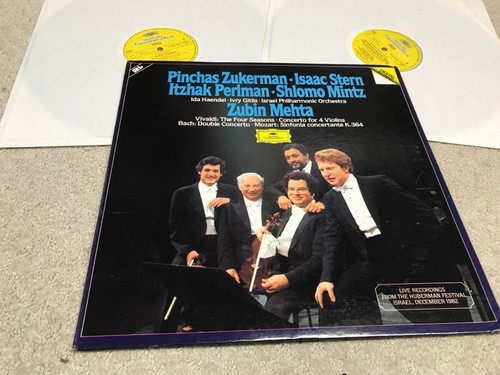 Pinchas Zukerman · Isaac Stern
Itzhak Perlman · Shlomo Mintz
Ida Haendel · Ivry Gitlis · Israel Philharmonic Orchestra
Zubin Mehta
Vivaldi: The Four Seasons · Concerto for 4 Violins
Bach: Double Concerto · Mozart: Sinfonia concertante K.364
LIVE RECORDINGS
FROM THE HUBERMAN FESTIVAL,
ISRAEL, DECEMBER 1982